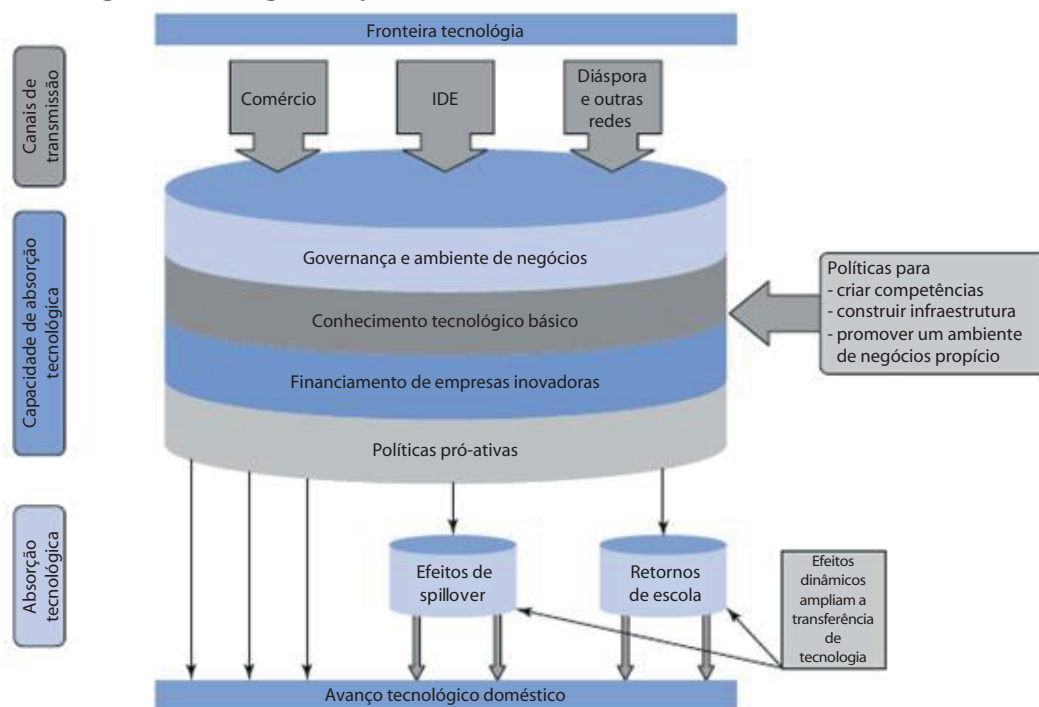 Fronteira tecnológia
Canais de
transmissão
Comércio
IDE
Diáspora
e outras
redes
Capacidade de absorção
tecnológica
Governança e ambiente de negócios
Conhecimento tecnológico básico
Financiamento de empresas inovadoras
Políticas pró-ativas
Políticas para
- criar competências
- construir infraestrutura
- promover um ambiente
de negócios propício
Absorção
tecnológica
Efeitos de
spillover
Retornos
de escola
Efeitos
dinâmicos
ampliam a
transferência
de
tecnologia
Avanço tecnológico doméstico